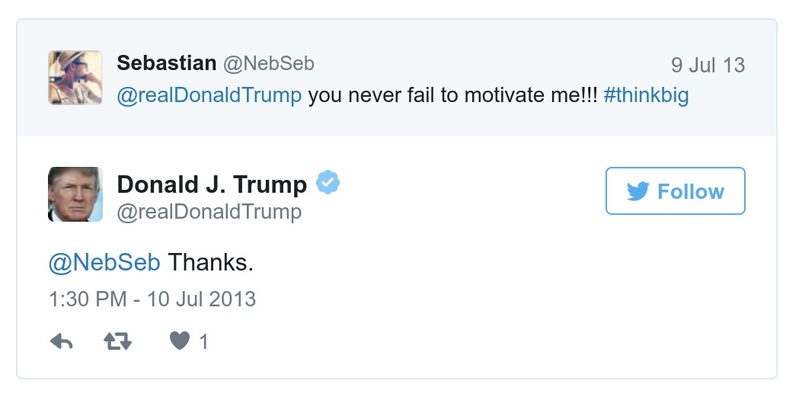 Sebastian @NebSeb 9 Jul 13
@realDonaldTrump you never fail to motivate me!!! #thinkbig
Donald J. Trump
@realDonaldTrump
Follow
@NebSeb Thanks.
1:30 PM - 10 Jul 2013
1